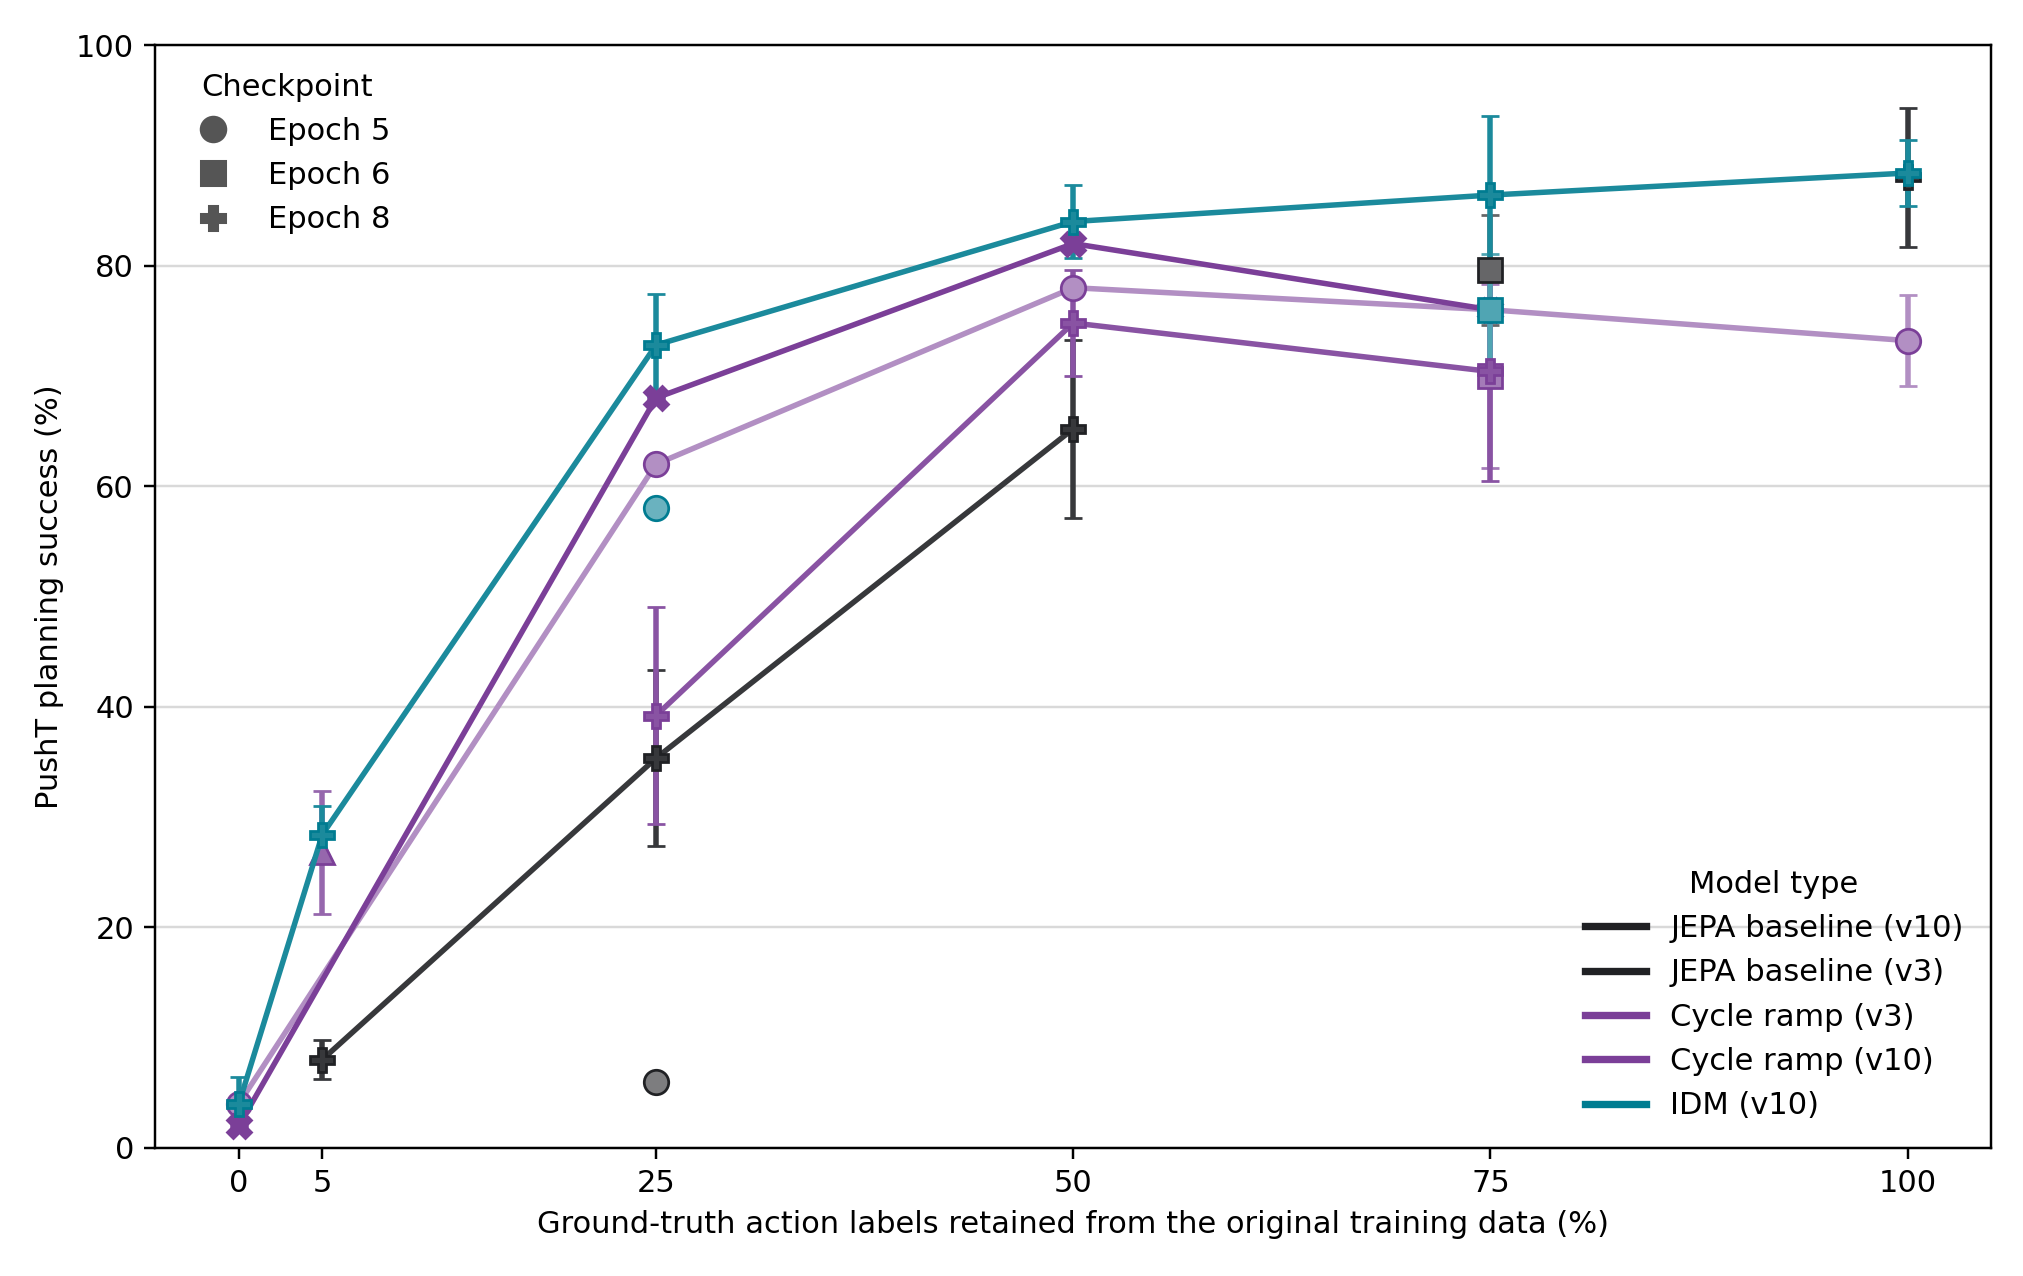 100
80
60
40
20
0
PushT planning success (%)
Checkpoint
Epoch 5
Epoch 6
Epoch 8
Model type
JEPA baseline (v10)
JEPA baseline (v3)
Cycle ramp (v3)
Cycle ramp (v10)
IDM (v10)
0 5 25 50 75 100
Ground-truth action labels retained from the original training data (%)